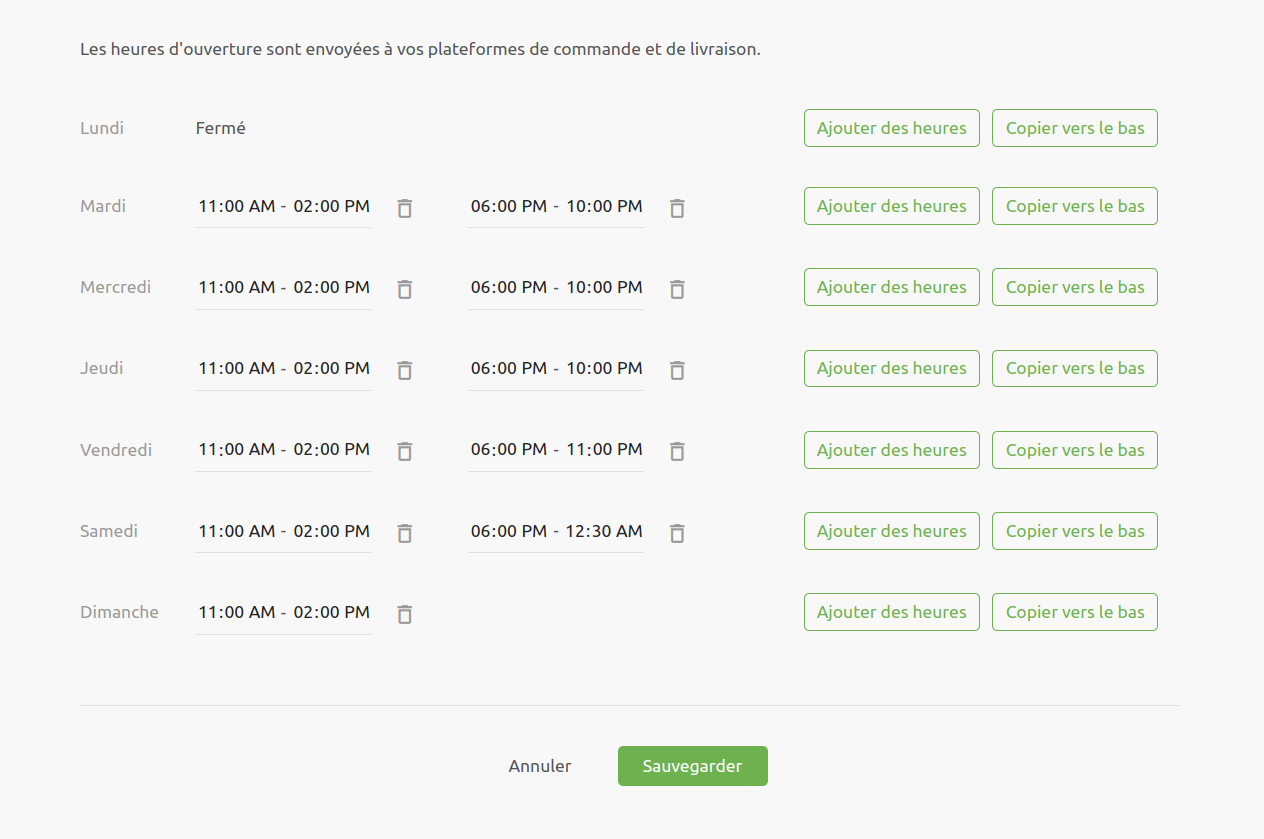 Les heures d'ouverture sont envoyées à vos plateformes de commande et de livraison.
Lundi Fermé Ajouter des heures Copier vers le bas
Mardi 11:00 AM - 02:00 PM 06:00 PM - 10:00 PM Ajouter des heures Copier vers le bas
Mercredi 11:00 AM - 02:00 PM 06:00 PM - 10:00 PM Ajouter des heures Copier vers le bas
Jeudi 11:00 AM - 02:00 PM 06:00 PM - 10:00 PM Ajouter des heures Copier vers le bas
Vendredi 11:00 AM - 02:00 PM 06:00 PM - 11:00 PM Ajouter des heures Copier vers le bas
Samedi 11:00 AM - 02:00 PM 06:00 PM - 12:30 AM Ajouter des heures Copier vers le bas
Dimanche 11:00 AM - 02:00 PM Ajouter des heures Copier vers le bas
Annuler Sauvegarder